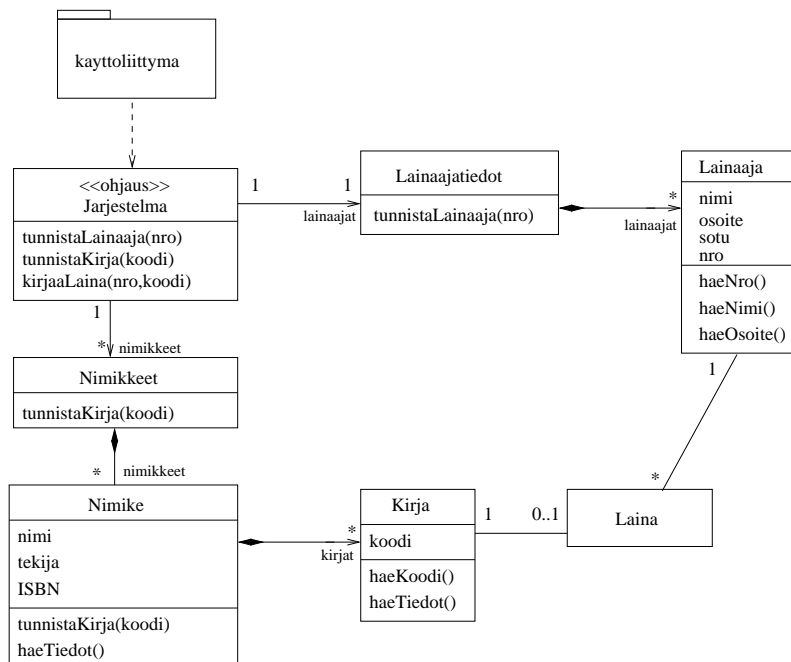 kayttoliittyma
<<ohjaus>>
Jarjestelma
tunnistaLainaaja(nro)
tunnistaKirja(koodi)
kirjaaLaina(nro,koodi)
1
1
lainaajat
Lainaajatiedot
tunnistaLainaaja(nro)
*
lainaajat
Lainaaja
nimi
osoite
sotu
nro
haeNro()
haeNimi()
haeOsoite()
1
* nimikkeet
Nimikkeet
tunnistaKirja(koodi)
* nimikkeet
Nimike
nimi
tekija
ISBN
tunnistaKirja(koodi)
haeTiedot()
*
kirjat
Kirja
koodi
haeKoodi()
haeTiedot()
1
0..1
Laina
1
*